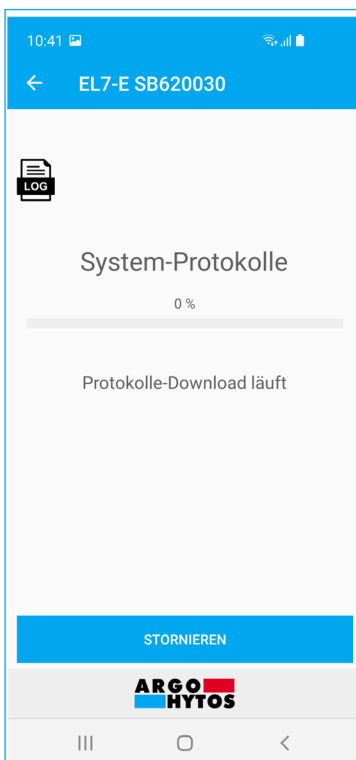 10:41
EL7-E SB620030
LOG
System-Protokolle
0 %
Protokolle-Download läuft
STORNIEREN
ARGO
HYTOS